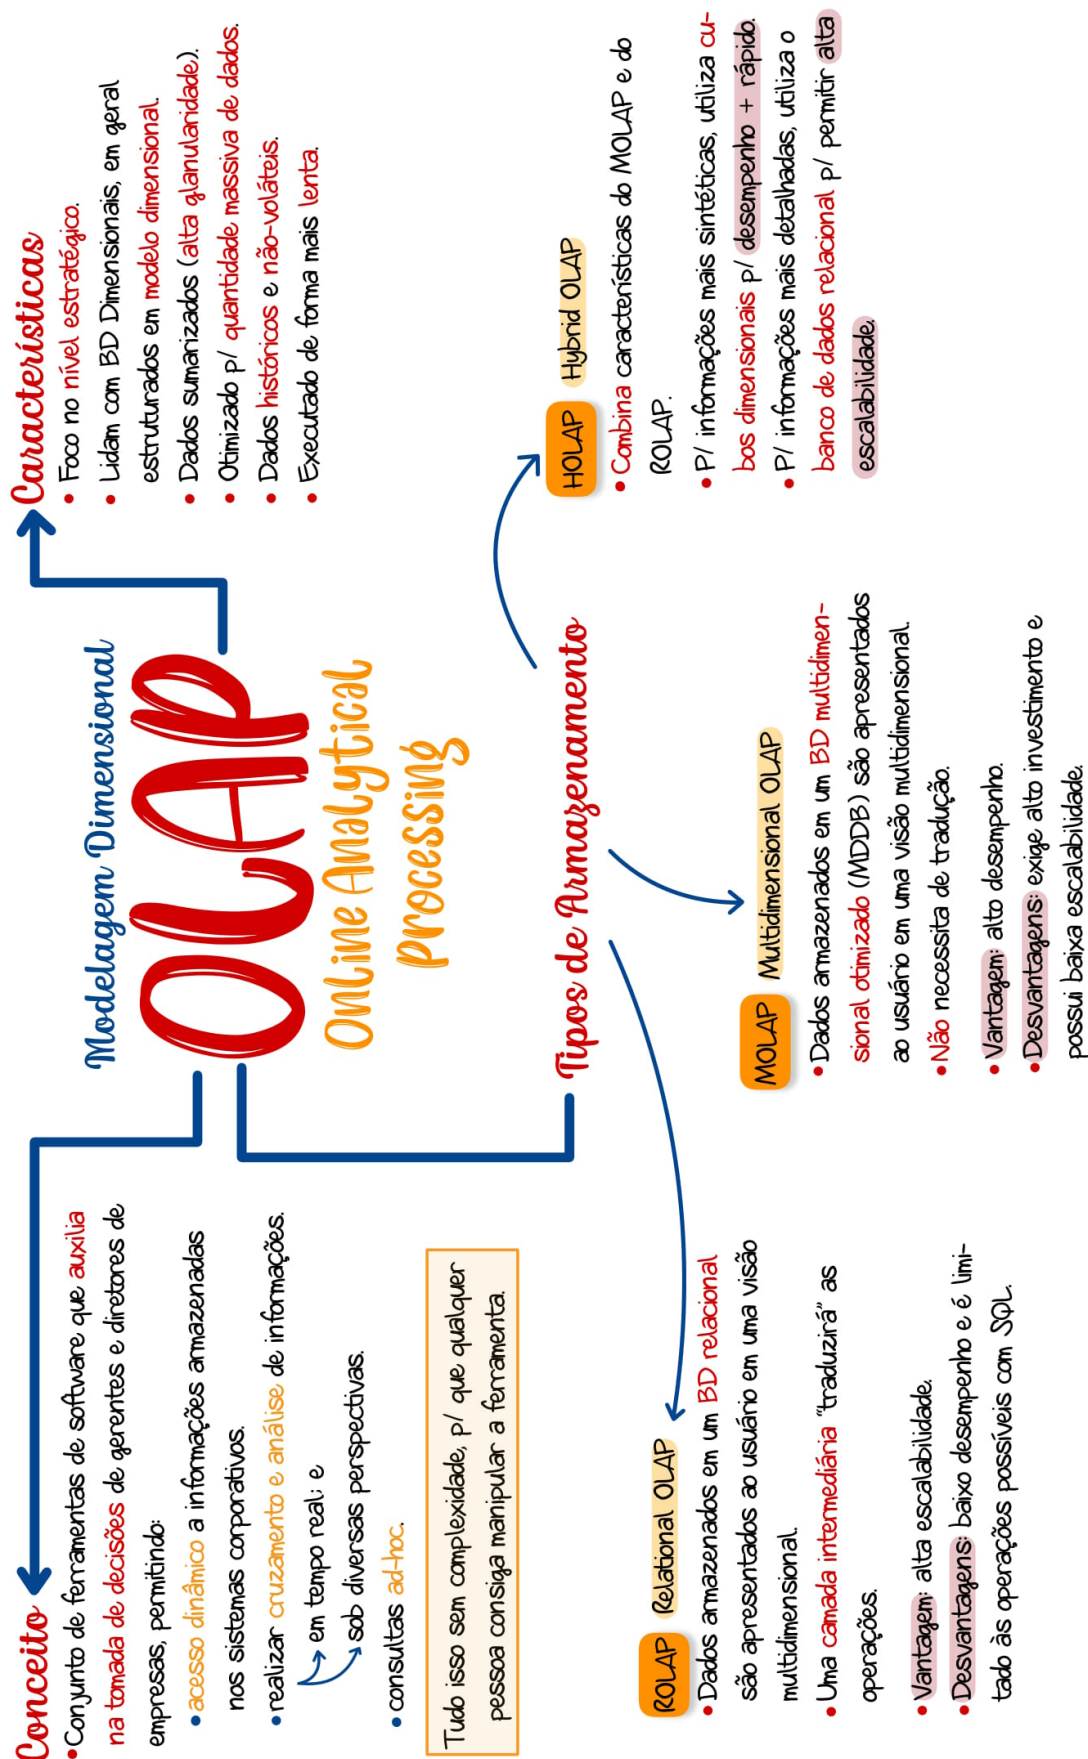 Modelagem Dimensional
OLAP
Online Analytical
Processing
Conceito
• Conjunto de ferramentas de software que auxilia
na tomada de decisões de gerentes e diretores de
empresas, permitindo:
• acesso dinâmico a informações armazenadas
nos sistemas corporativos.
• realizar cruzamento e análise de informações.
em tempo real; e
sob diversas perspectivas.
• consultas ad-hoc.
Tudo isso sem complexidade, p/ que qualquer
pessoa consiga manipular a ferramenta.
Características
• Foco no nível estratégico.
• Lidam com BD Dimensionais, em geral
estruturados em modelo dimensional.
• Dados sumarizados (alta glanularidade).
• Otimizado p/ quantidade massiva de dados.
• Dados históricos e não-voláteis.
• Executado de forma mais lenta.
Tipos de Armazenamento
ROLAP Relational OLAP
• Dados armazenados em um BD relacional
são apresentados ao usuário em uma visão
multidimensional.
• Uma camada intermediária "traduzirá" as
operações.
• Vantagem: alta escalabilidade.
• Desvantagens: baixo desempenho e é limi-
tado às operações possíveis com SQL.
MOLAP Multidimensional OLAP
• Dados armazenados em um BD multidimen-
sional otimizado (MDDB) são apresentados
ao usuário em uma visão multidimensional.
• Não necessita de tradução.
• Vantagem: alto desempenho.
• Desvantagens: exige alto investimento e
possui baixa escalabilidade.
HOLAP Hybrid OLAP
• Combina características do MOLAP e do
ROLAP.
• P/ informações mais sintéticas, utiliza cu-
bos dimensionais p/ desempenho + rápido.
• P/ informações mais detalhadas, utiliza o
banco de dados relacional p/ permitir alta
escalabilidade.